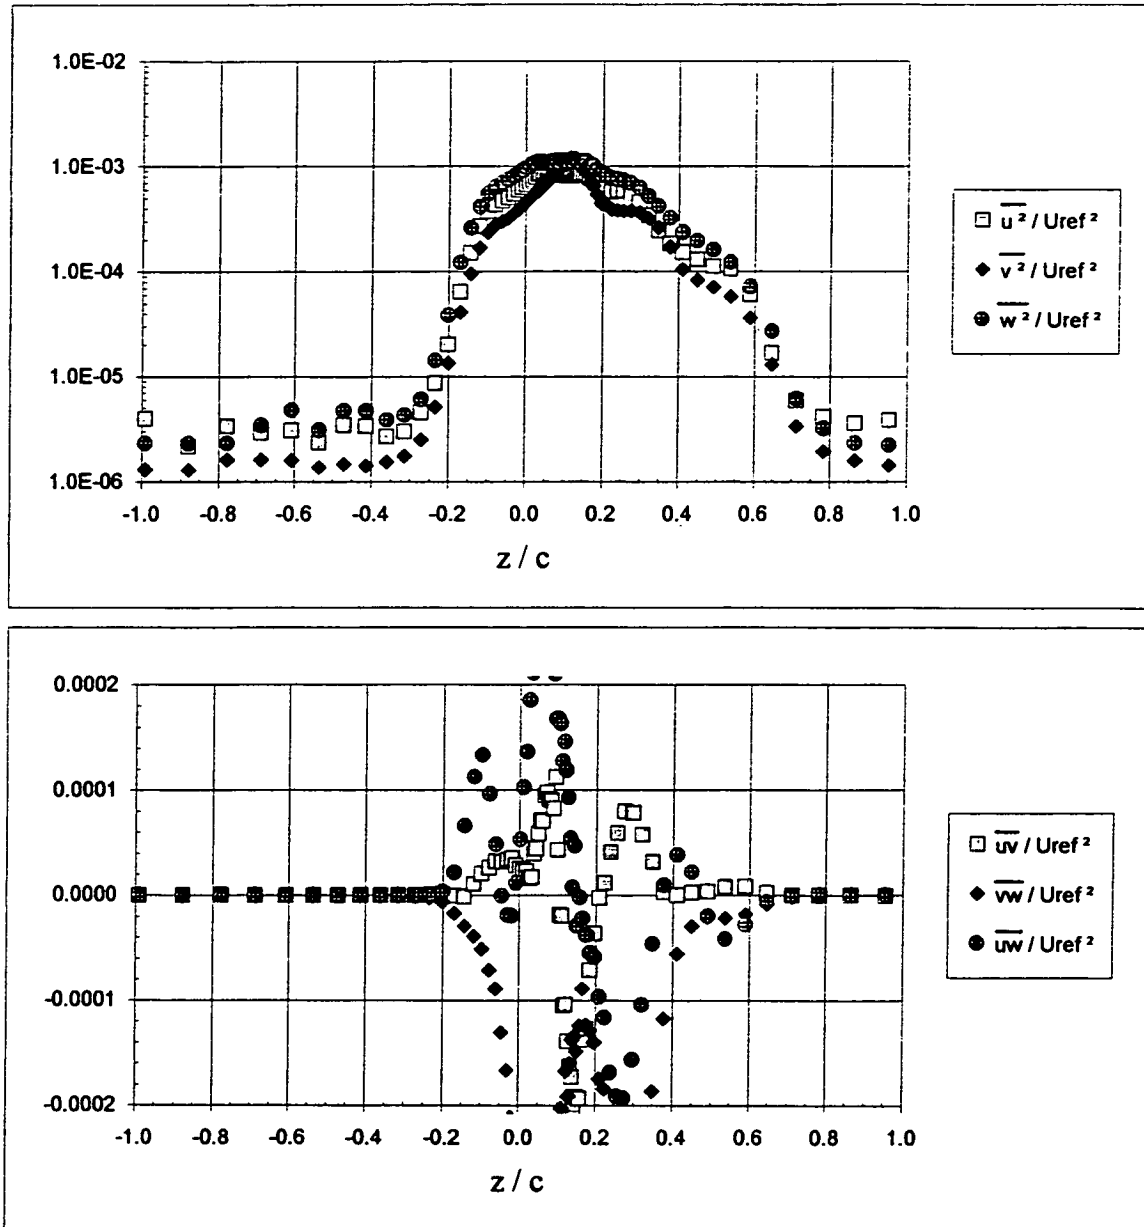 1.0E-02
1.0E-03
1.0E-04
1.0E-05
1.0E-06
-1.0 -0.8 -0.6 -0.4 -0.2 0.0 0.2 0.4 0.6 0.8 1.0
z / c
u² / Uref²
v² / Uref²
w² / Uref²
0.0002
0.0001
0.0000
-0.0001
-0.0002
-1.0 -0.8 -0.6 -0.4 -0.2 0.0 0.2 0.4 0.6 0.8 1.0
z / c
uv / Uref²
vw / Uref²
uw / Uref²